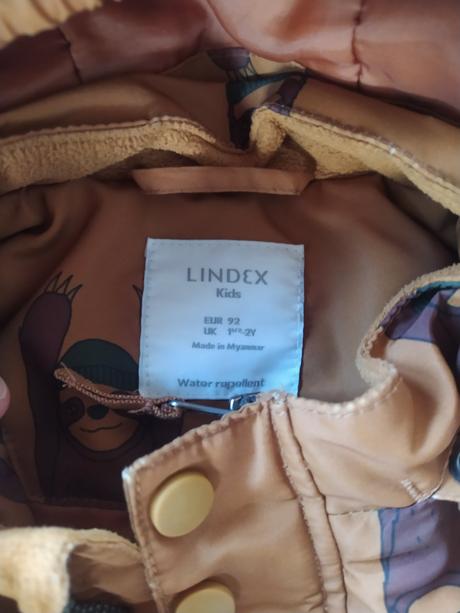 LINDEX
Kids
EUR 92
UK 1½-2Y
Made in Myanmar
Water repellent